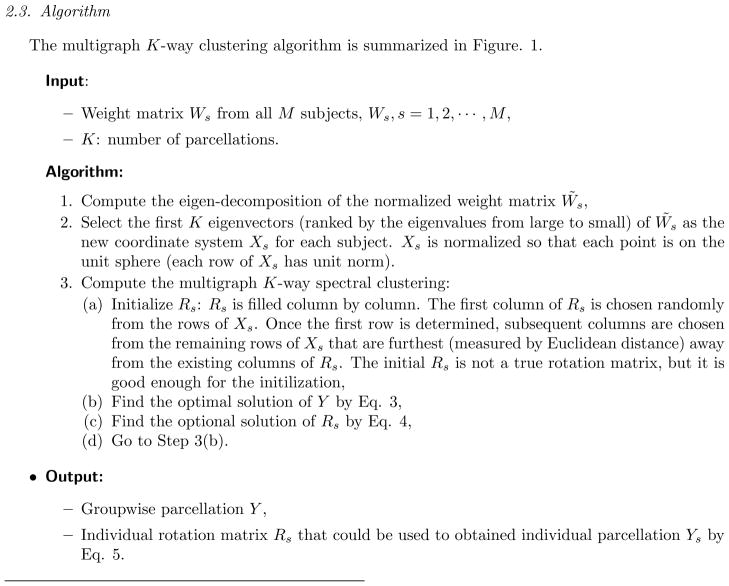 2.3. Algorithm
The multigraph K-way clustering algorithm is summarized in Figure. 1.
Input:
– Weight matrix W_s from all M subjects, W_s, s = 1, 2, ⋯ , M,
– K: number of parcellations.
Algorithm:
1. Compute the eigen-decomposition of the normalized weight matrix W̃_s,
2. Select the first K eigenvectors (ranked by the eigenvalues from large to small) of W̃_s as the
new coordinate system X_s for each subject. X_s is normalized so that each point is on the
unit sphere (each row of X_s has unit norm).
3. Compute the multigraph K-way spectral clustering:
(a) Initialize R_s: R_s is filled column by column. The first column of R_s is chosen randomly
from the rows of X_s. Once the first row is determined, subsequent columns are chosen
from the remaining rows of X_s that are furthest (measured by Euclidean distance) away
from the existing columns of R_s. The initial R_s is not a true rotation matrix, but it is
good enough for the initilization,
(b) Find the optimal solution of Y by Eq. 3,
(c) Find the optional solution of R_s by Eq. 4,
(d) Go to Step 3(b).
• Output:
– Groupwise parcellation Y,
– Individual rotation matrix R_s that could be used to obtained individual parcellation Y_s by
Eq. 5.